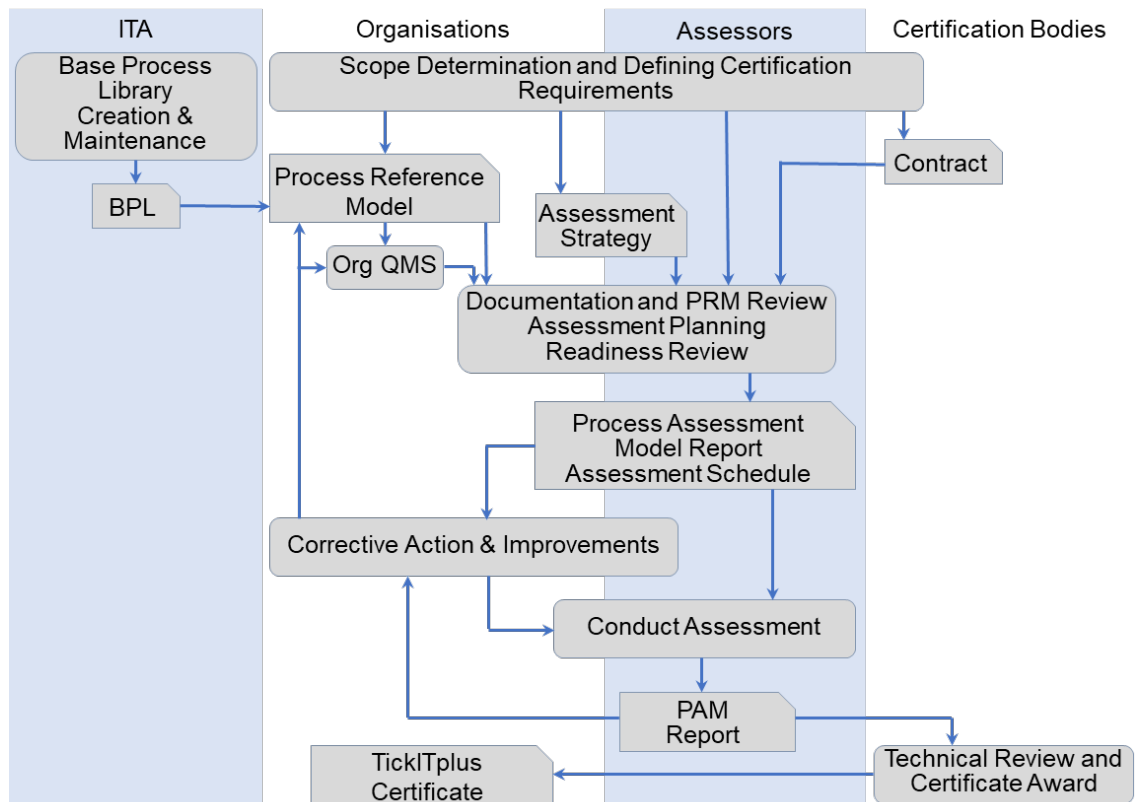 ITA
Organisations
Assessors
Certification Bodies
Base Process
Library
Creation &
Maintenance
Scope Determination and Defining Certification
Requirements
Contract
BPL
Process Reference
Model
Assessment
Strategy
Org QMS
Documentation and PRM Review
Assessment Planning
Readiness Review
Process Assessment
Model Report
Assessment Schedule
Corrective Action & Improvements
Conduct Assessment
PAM
Report
TickITplus
Certificate
Technical Review and
Certificate Award